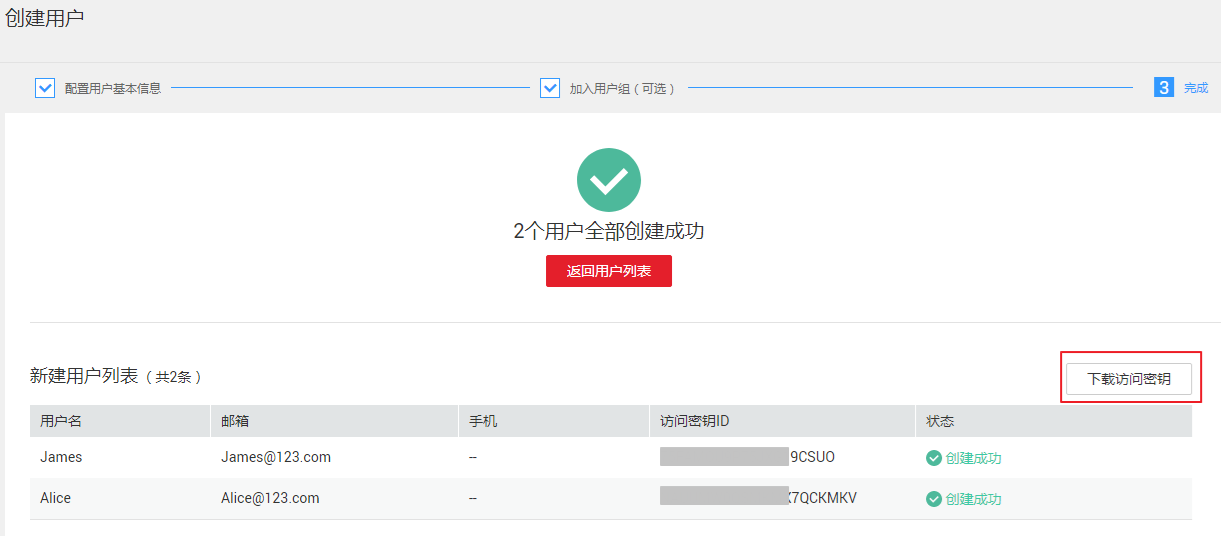 创建用户
配置用户基本信息 加入用户组（可选） 3 完成
2个用户全部创建成功
返回用户列表
新建用户列表（共2条） 下载访问密钥
用户名 邮箱 手机 访问密钥ID 状态
James James@123.com -- 9CSUO 创建成功
Alice Alice@123.com -- 7QCKMKV 创建成功